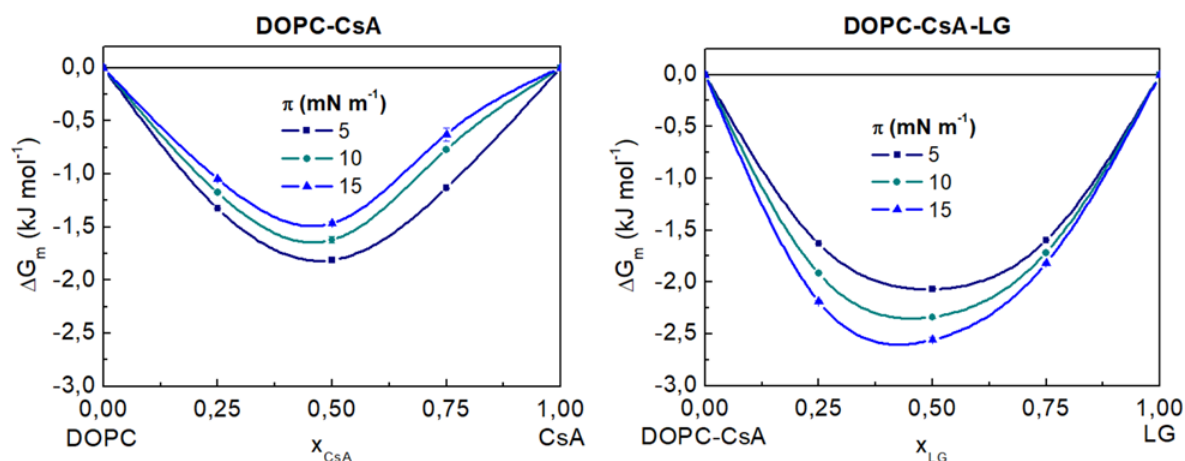 DOPC-CsA
ΔGₘ (kJ mol⁻¹)
0,0
-0,5
-1,0
-1,5
-2,0
-2,5
-3,0
π (mN m⁻¹)
5
10
15
0,00 0,25 0,50 0,75 1,00
DOPC x_CsA CsA
DOPC-CsA-LG
ΔGₘ (kJ mol⁻¹)
0,0
-0,5
-1,0
-1,5
-2,0
-2,5
-3,0
π (mN m⁻¹)
5
10
15
0,00 0,25 0,50 0,75 1,00
DOPC-CsA x_LG LG